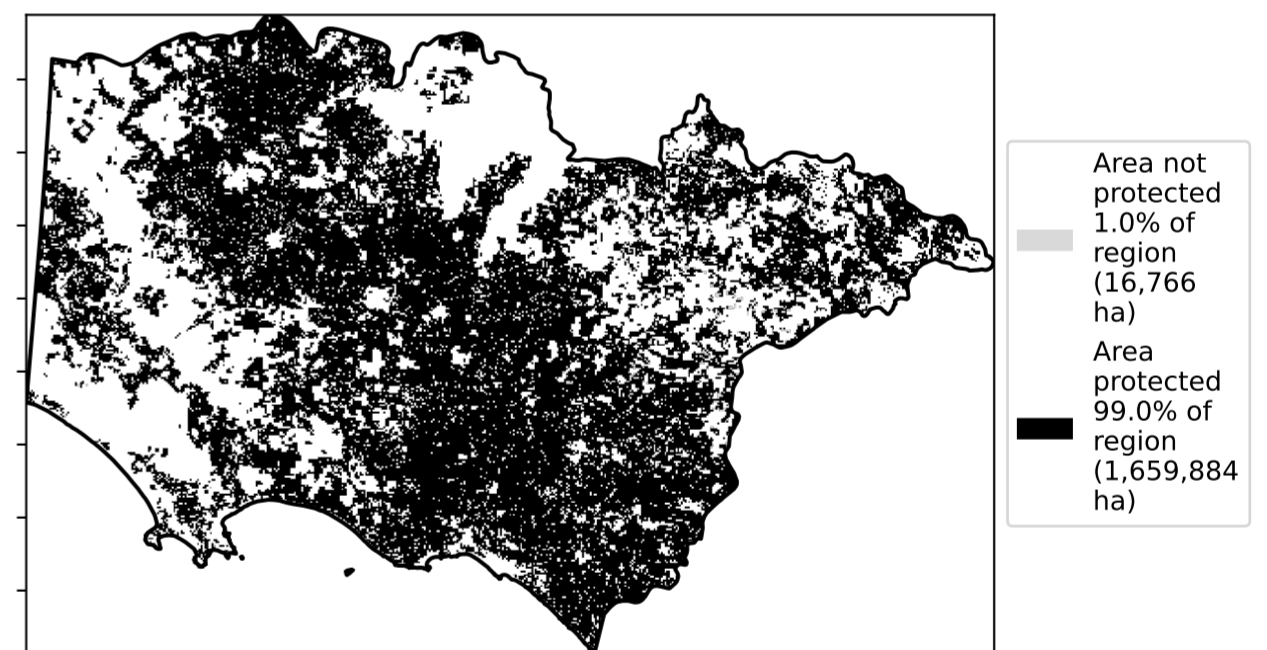 Area not
protected
1.0% of
region
(16,766
ha)
Area
protected
99.0% of
region
(1,659,884
ha)